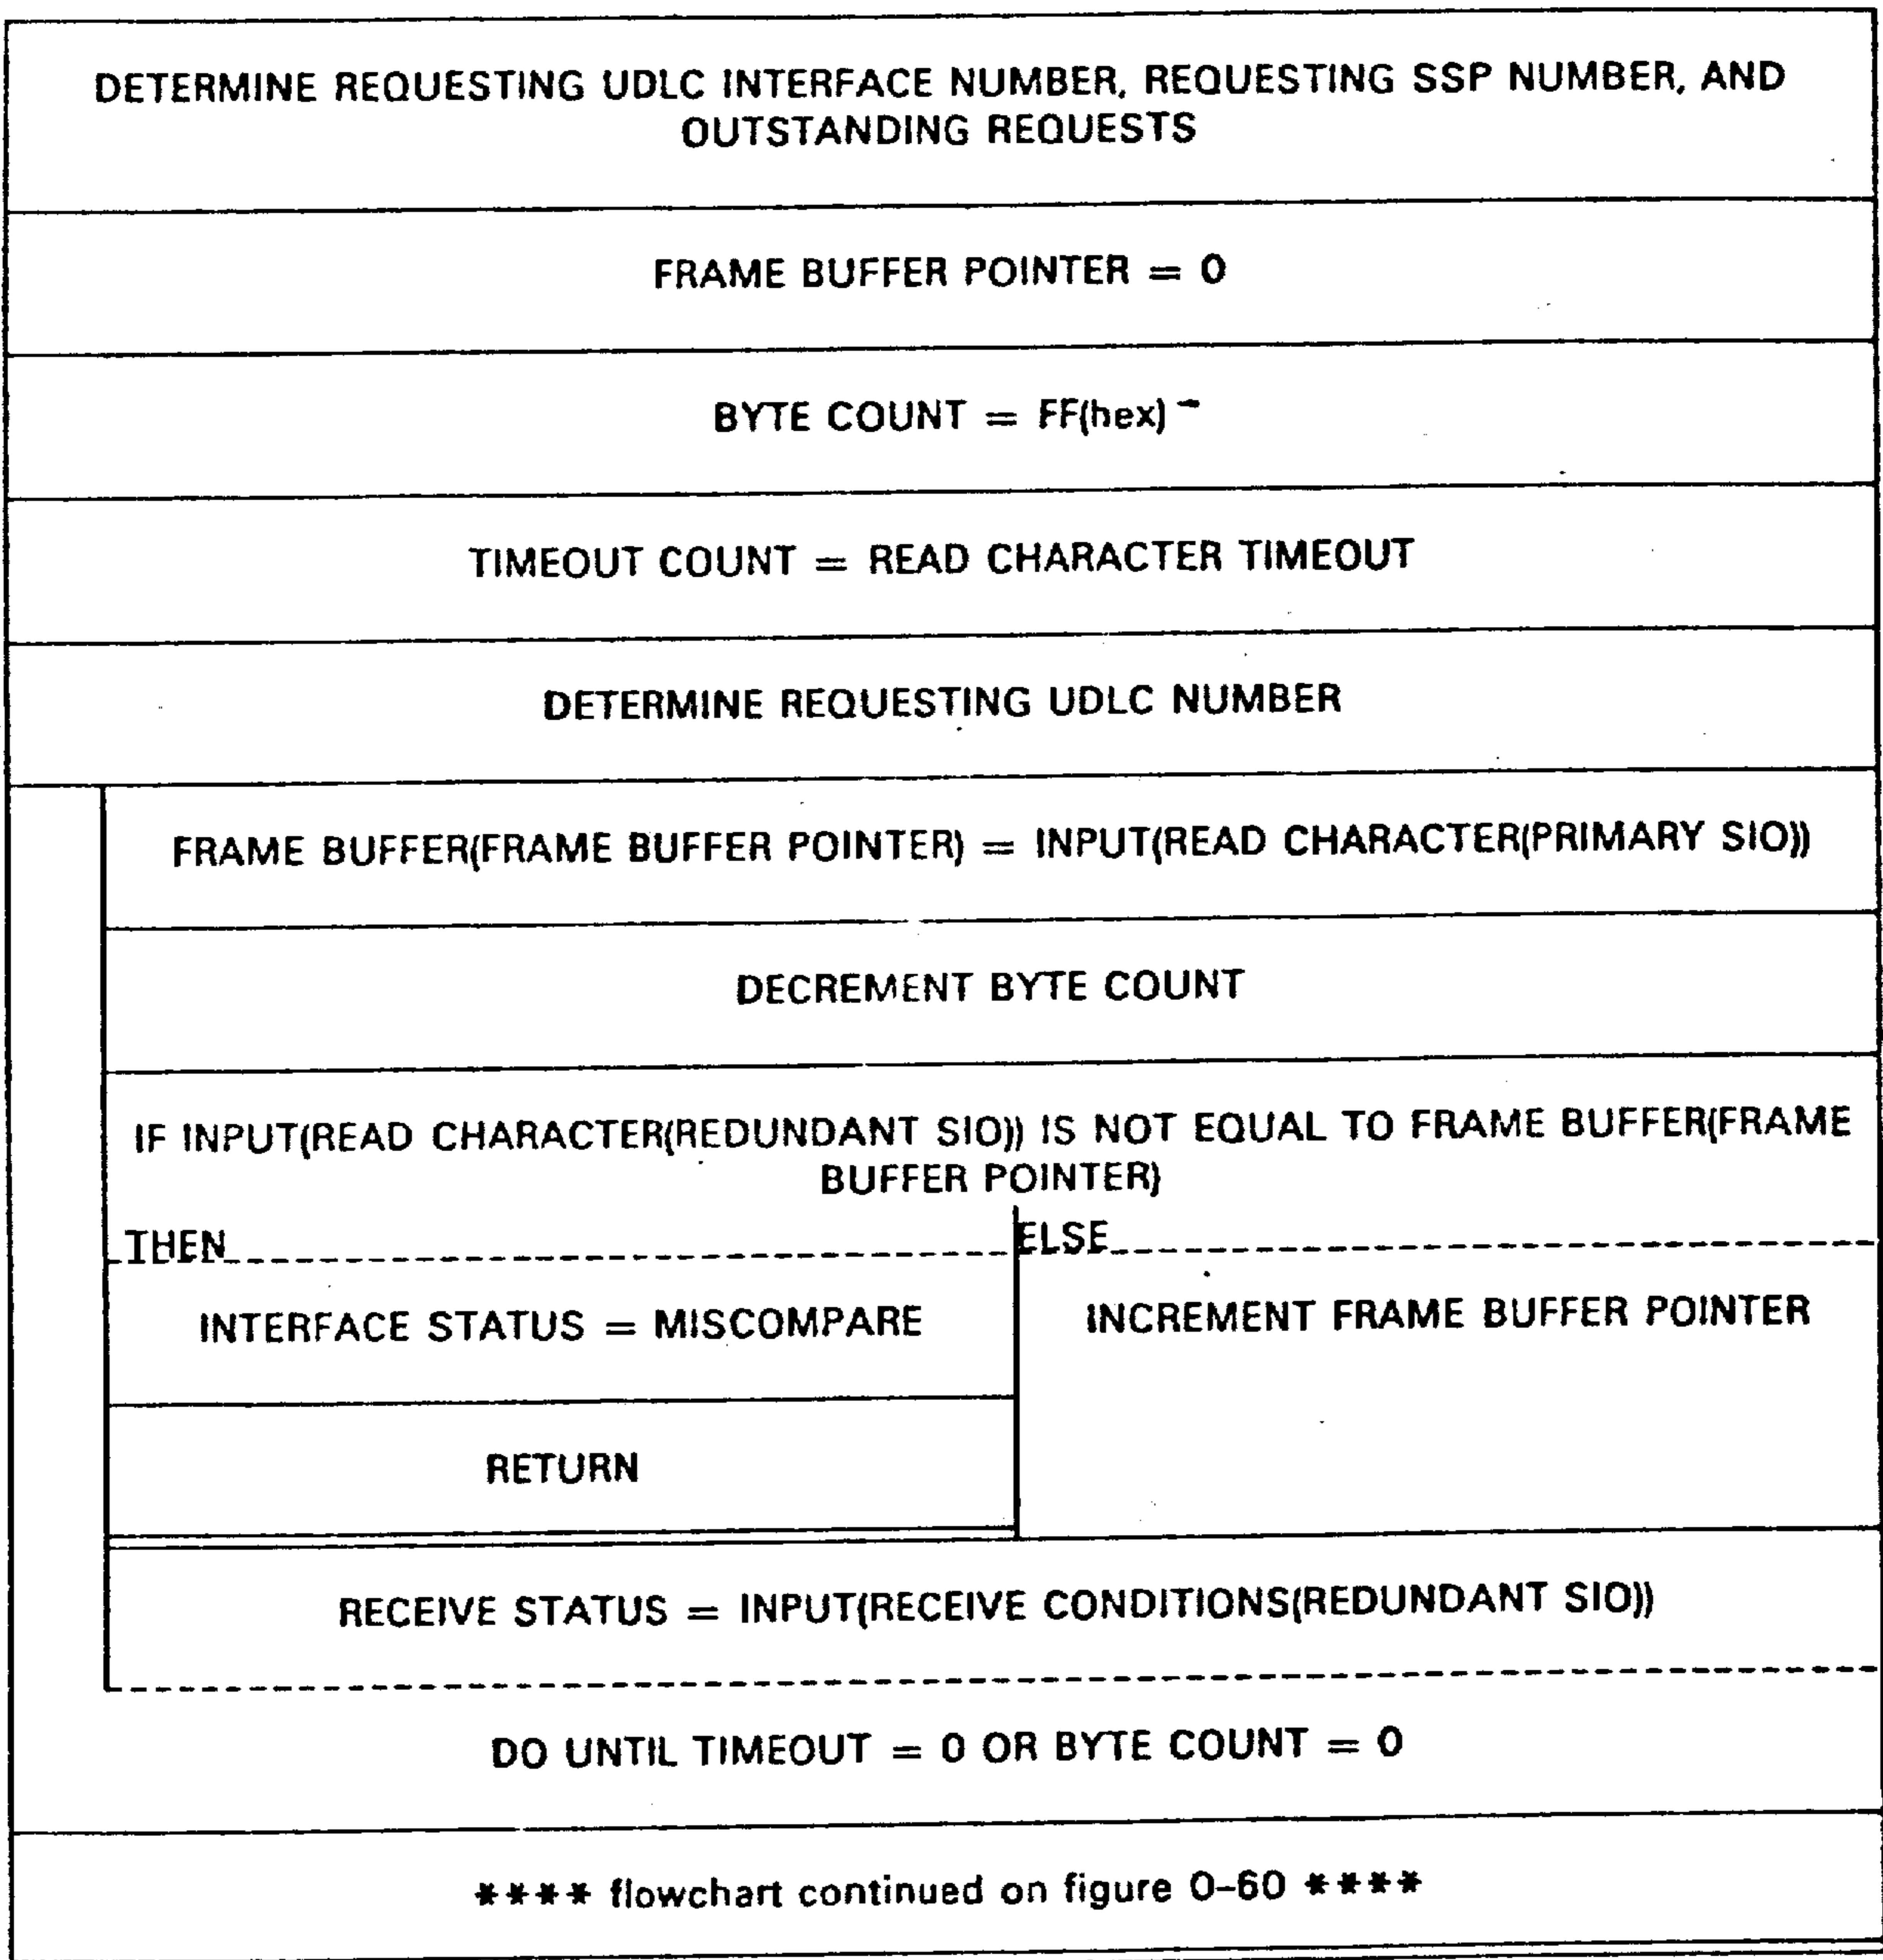 DETERMINE REQUESTING UDLC INTERFACE NUMBER, REQUESTING SSP NUMBER, AND
OUTSTANDING REQUESTS
FRAME BUFFER POINTER = 0
BYTE COUNT = FF(hex)
TIMEOUT COUNT = READ CHARACTER TIMEOUT
DETERMINE REQUESTING UDLC NUMBER
FRAME BUFFER(FRAME BUFFER POINTER) = INPUT(READ CHARACTER(PRIMARY SIO))
DECREMENT BYTE COUNT
IF INPUT(READ CHARACTER(REDUNDANT SIO)) IS NOT EQUAL TO FRAME BUFFER(FRAME
BUFFER POINTER)
THEN
ELSE
INTERFACE STATUS = MISCOMPARE
INCREMENT FRAME BUFFER POINTER
RETURN
RECEIVE STATUS = INPUT(RECEIVE CONDITIONS(REDUNDANT SIO))
DO UNTIL TIMEOUT = 0 OR BYTE COUNT = 0
**** flowchart continued on figure 0-60 ****